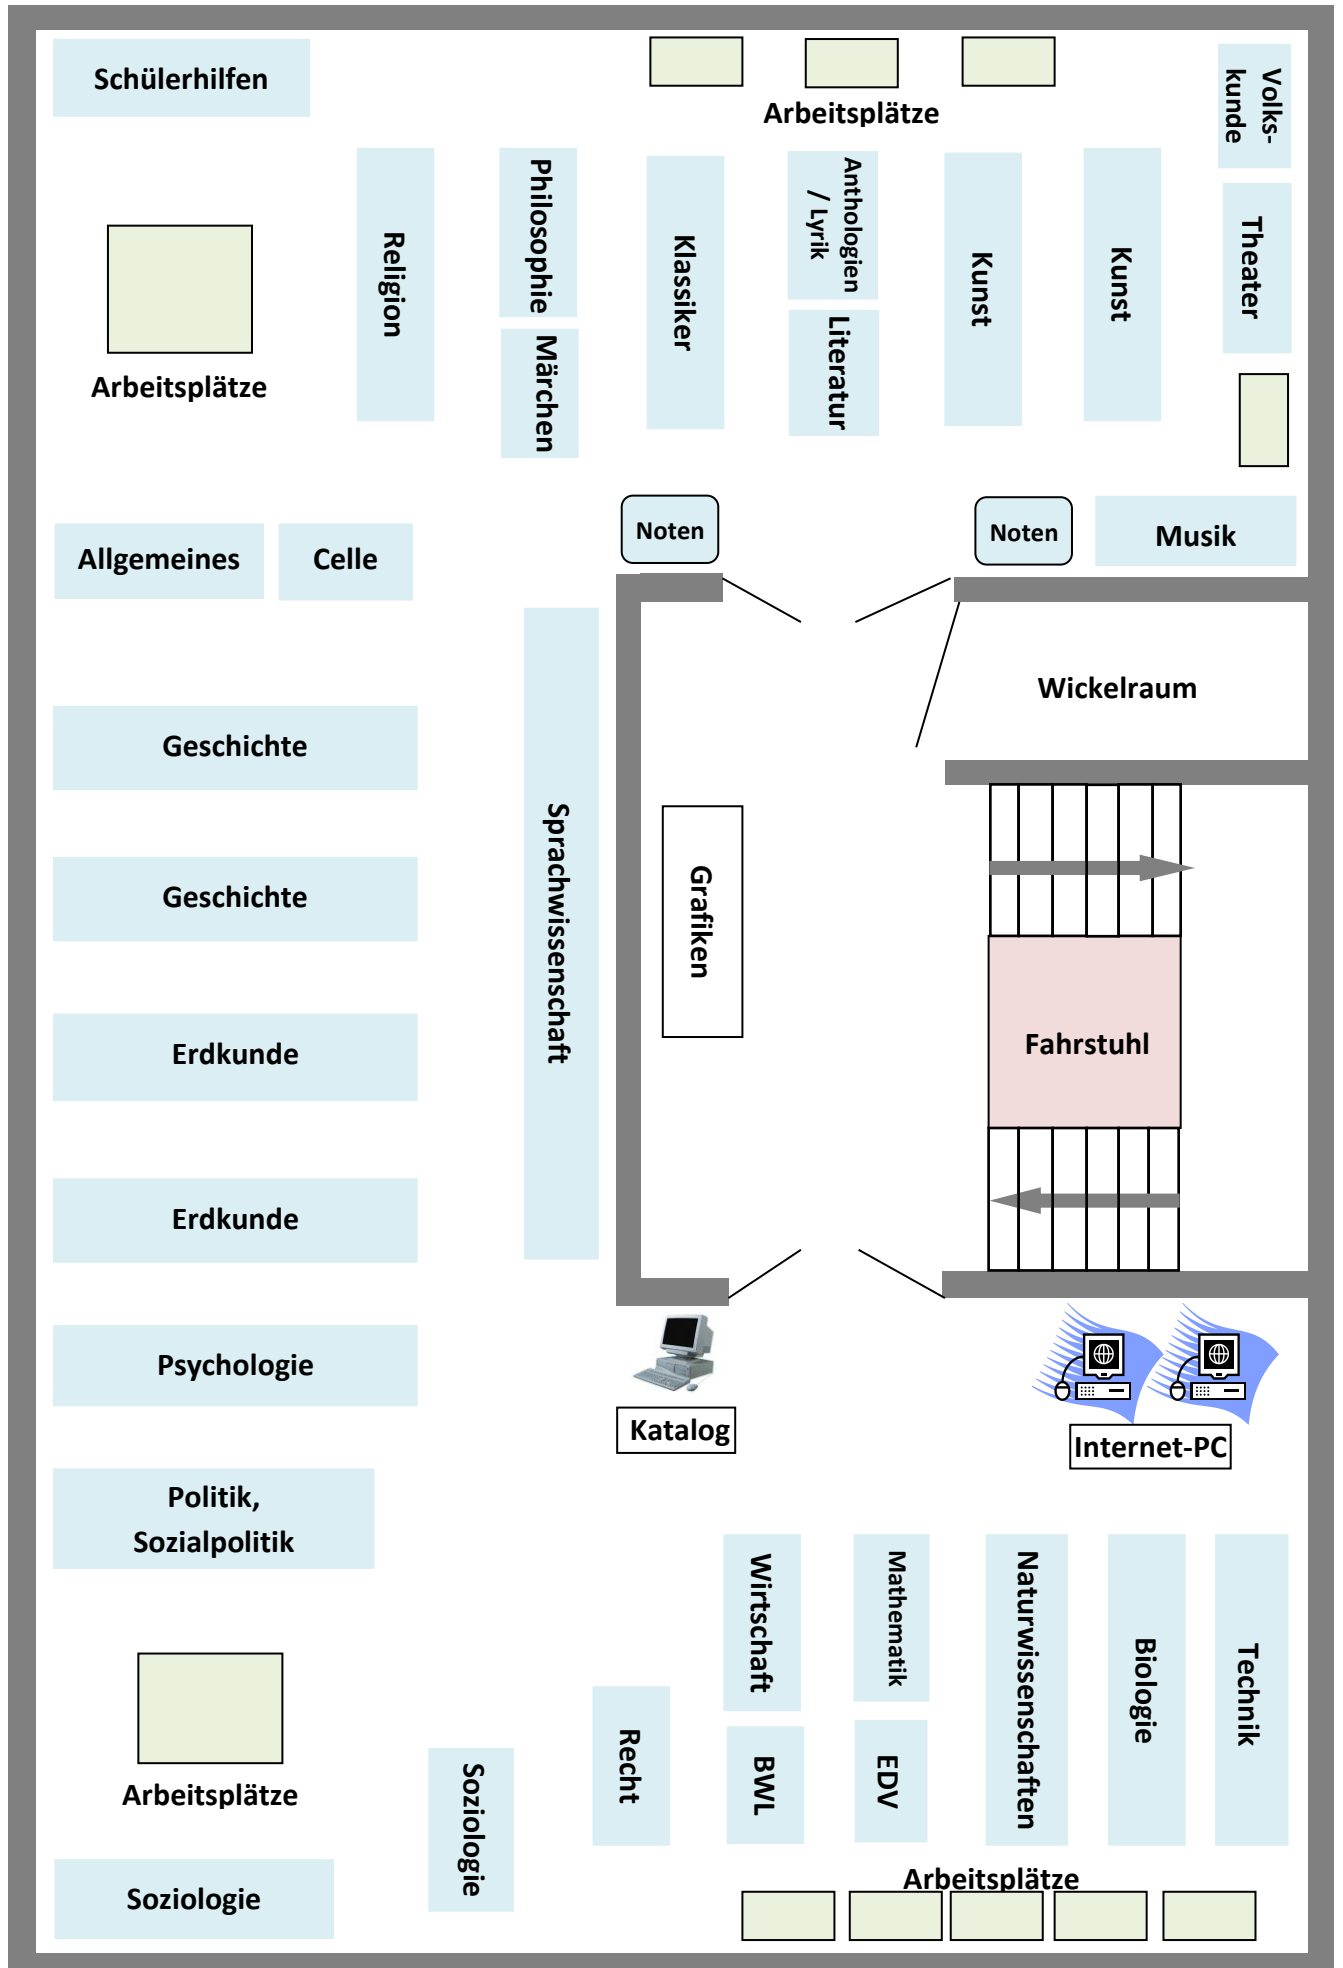 Schülerhilfen
Arbeitsplätze
Volks-
kunde
Religion
Philosophie
Klassiker
Anthologien
/ Lyrik
Kunst
Kunst
Theater
Märchen
Literatur
Arbeitsplätze
Noten
Noten
Musik
Allgemeines
Celle
Wickelraum
Geschichte
Sprachwissenschaft
Geschichte
Grafiken
Erdkunde
Fahrstuhl
Erdkunde
Psychologie
Katalog
Internet-PC
Politik,
Sozialpolitik
Wirtschaft
Mathematik
Naturwissenschaften
Biologie
Technik
Recht
BWL
EDV
Arbeitsplätze
Soziologie
Soziologie
Arbeitsplätze